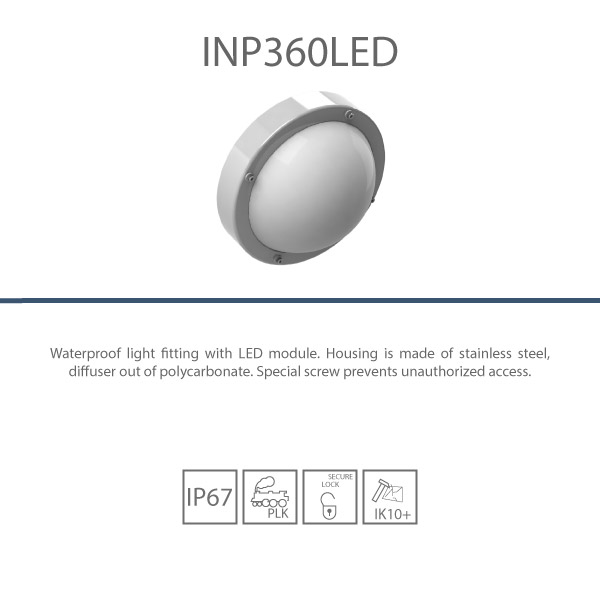 INP360LED
Waterproof light fitting with LED module. Housing is made of stainless steel,
diffuser out of polycarbonate. Special screw prevents unauthorized access.
IP67
PLK
SECURE
LOCK
IK10+